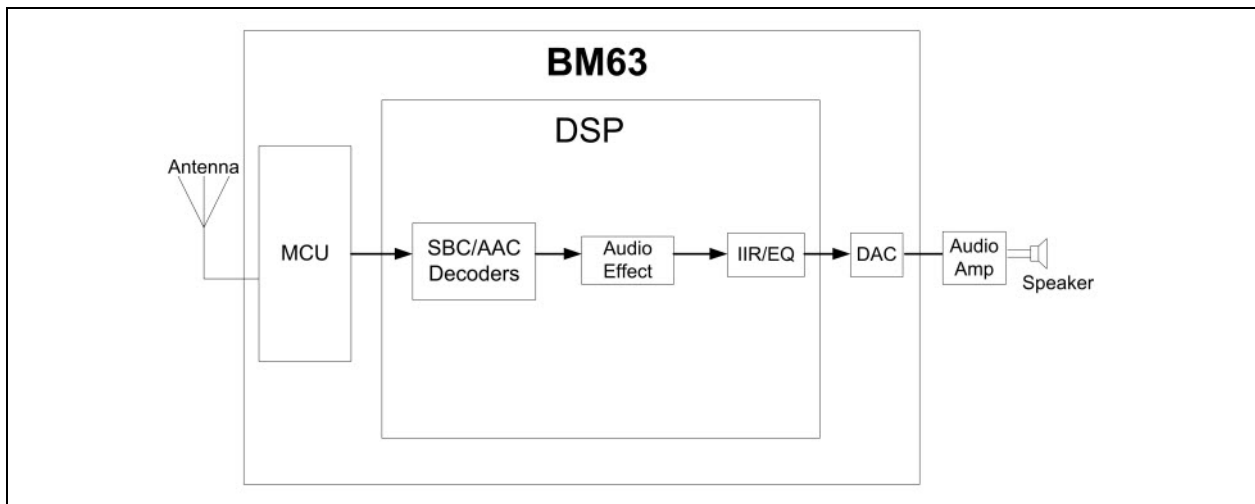 BM63
DSP
Antenna
MCU
SBC/AAC
Decoders
Audio
Effect
IIR/EQ
DAC
Audio
Amp
Speaker